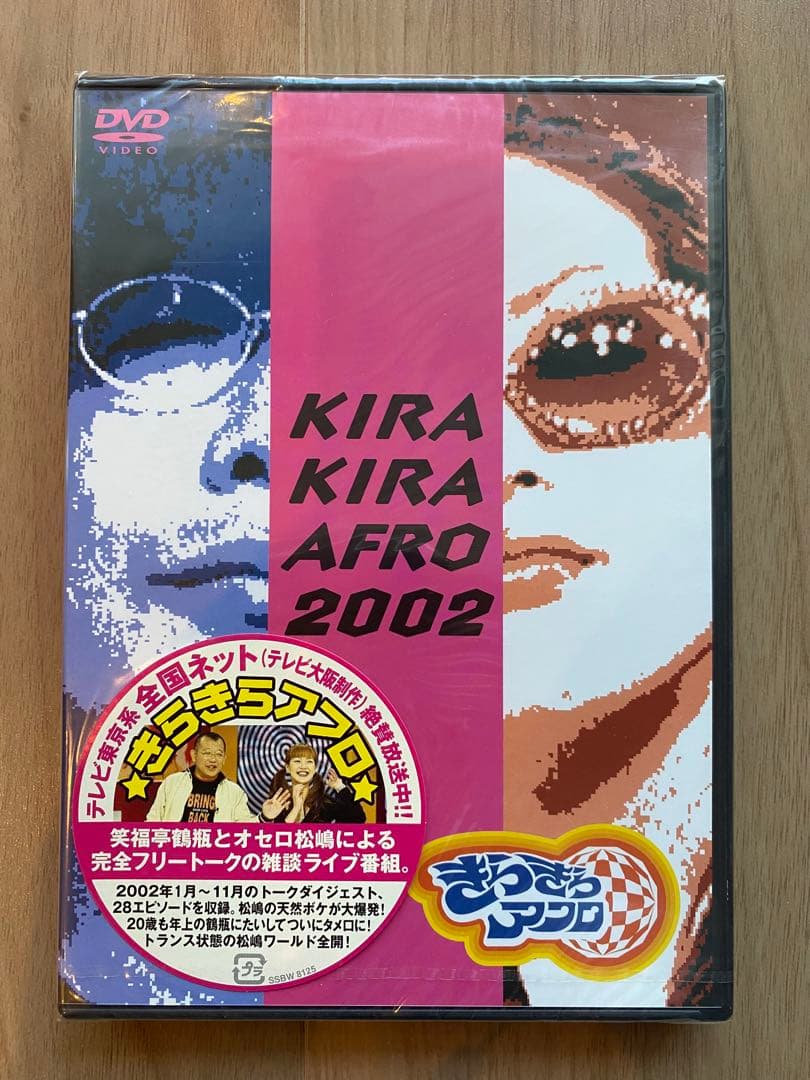 DVD
VIDEO
KIRA
KIRA
AFRO
2002
テレビ東京系 全国ネット(テレビ大阪制作)絶賛放送中!!
★きらきらアフロ★
BRING
BACK
笑福亭鶴瓶とオセロ松嶋による
完全フリートークの雑談ライブ番組。
2002年1月〜11月のトークダイジェスト、
28エピソードを収録。松嶋の天然ボケが大爆発!
20歳も年上の鶴瓶にたいしてついにタメ口に!
トランス状態の松嶋ワールド全開!
プラ
SSBW 8125
きらきら
アフロ